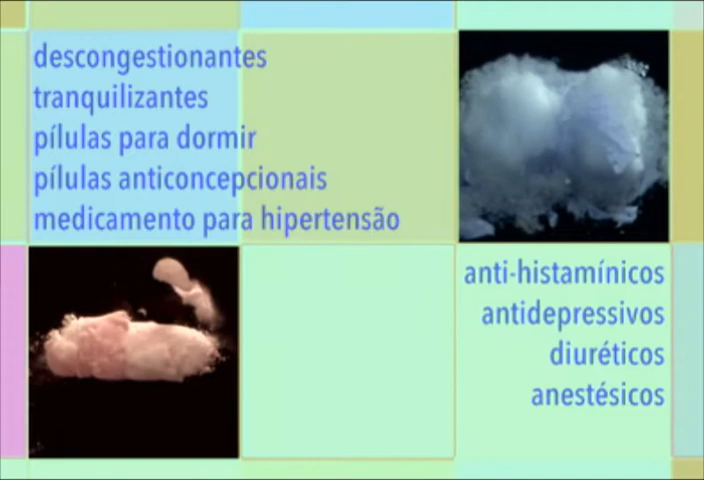 descongestionantes
tranquilizantes
pílulas para dormir
pílulas anticoncepcionais
medicamento para hipertensão
anti-histamínicos
antidepressivos
diuréticos
anestésicos